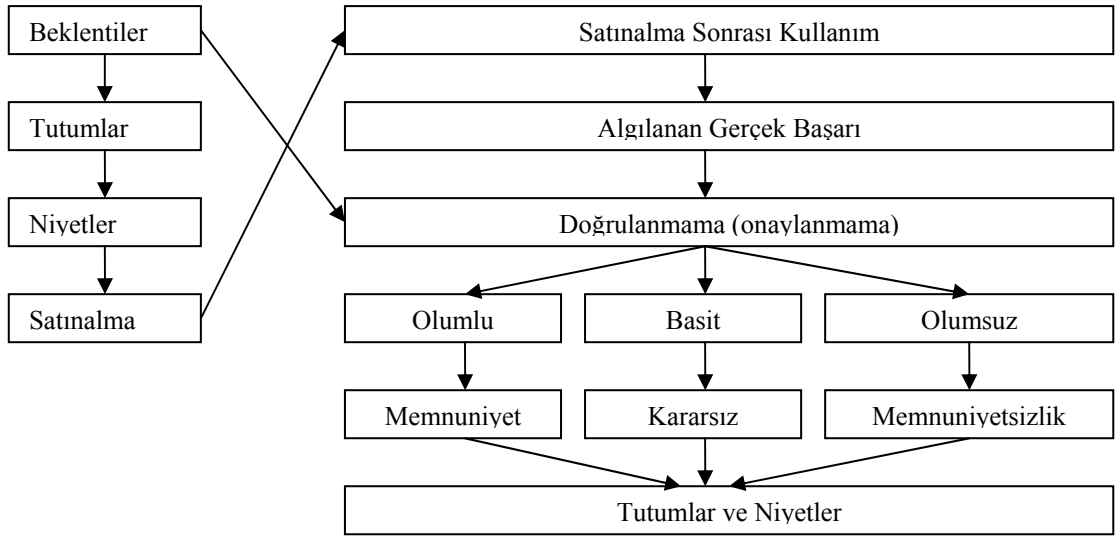 Beklentiler
Satınalma Sonrası Kullanım
Tutumlar
Algılanan Gerçek Başarı
Niyetler
Doğrulanmama (onaylanmama)
Satınalma
Olumlu
Basit
Olumsuz
Memnuniyet
Kararsız
Memnuniyetsizlik
Tutumlar ve Niyetler